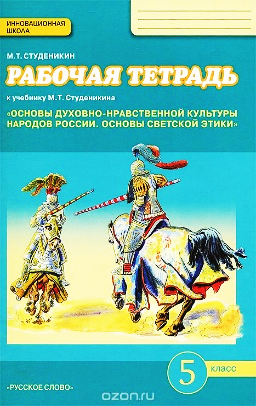 ИННОВАЦИОННАЯ
ШКОЛА
М.Т. СТУДЕНИКИН
РАБОЧАЯ ТЕТРАДЬ
к учебнику М.Т. Студеникина
«ОСНОВЫ ДУХОВНО-НРАВСТВЕННОЙ КУЛЬТУРЫ
НАРОДОВ РОССИИ. ОСНОВЫ СВЕТСКОЙ ЭТИКИ»
5 класс
«РУССКОЕ СЛОВО»
ozon.ru